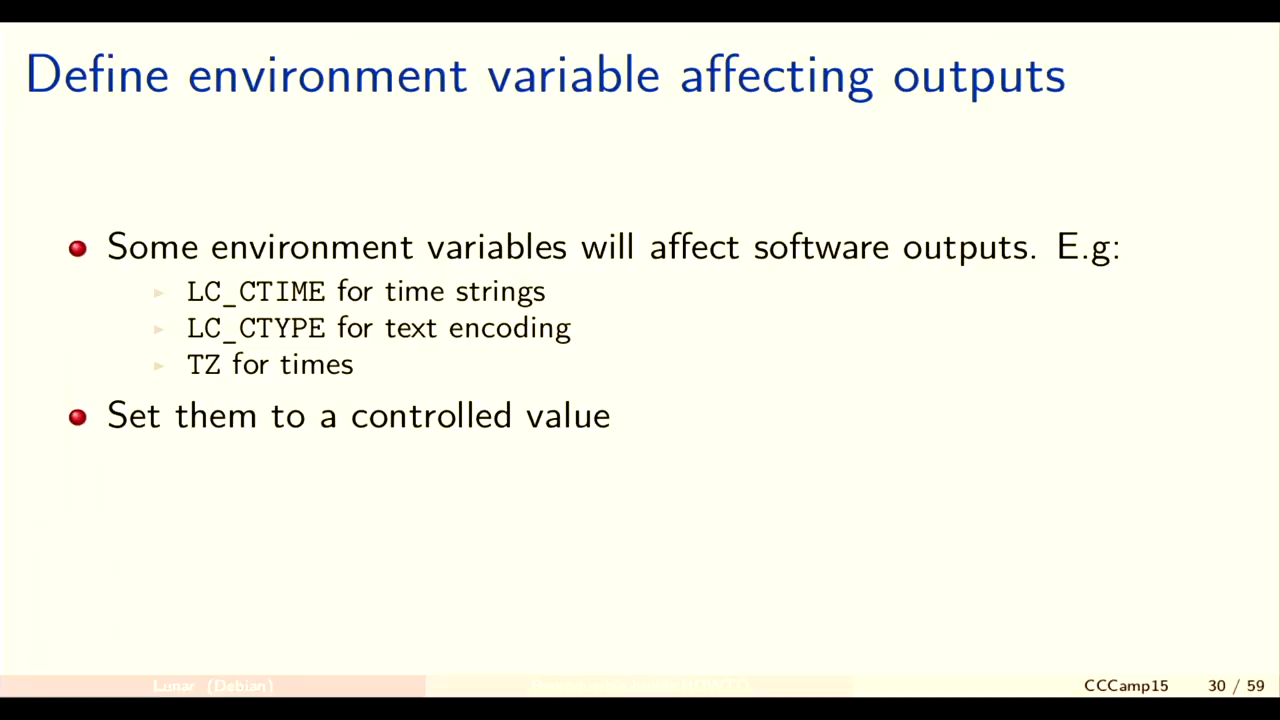 Define environment variable affecting outputs
Some environment variables will affect software outputs. E.g:
LC_CTIME for time strings
LC_CTYPE for text encoding
TZ for times
Set them to a controlled value
Lunar (Debian)
CCCamp15 30 / 59